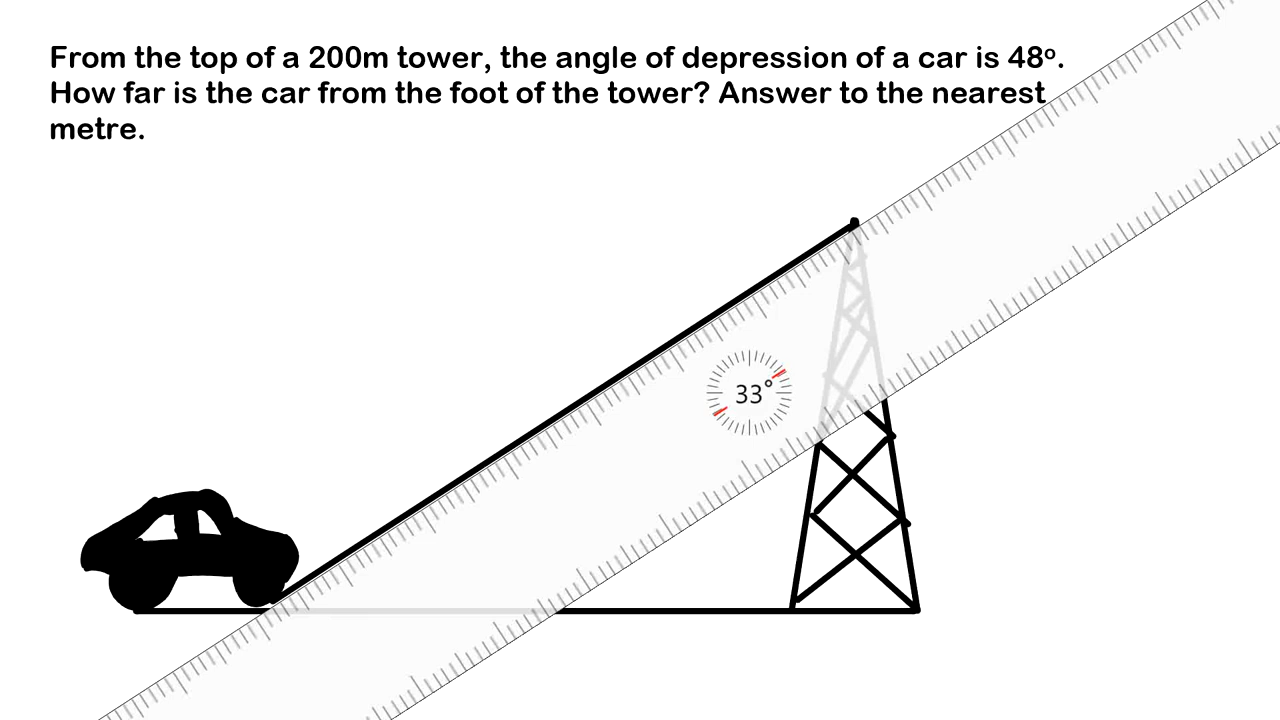 From the top of a 200m tower, the angle of depression of a car is 48º.
How far is the car from the foot of the tower? Answer to the nearest
metre.
33°